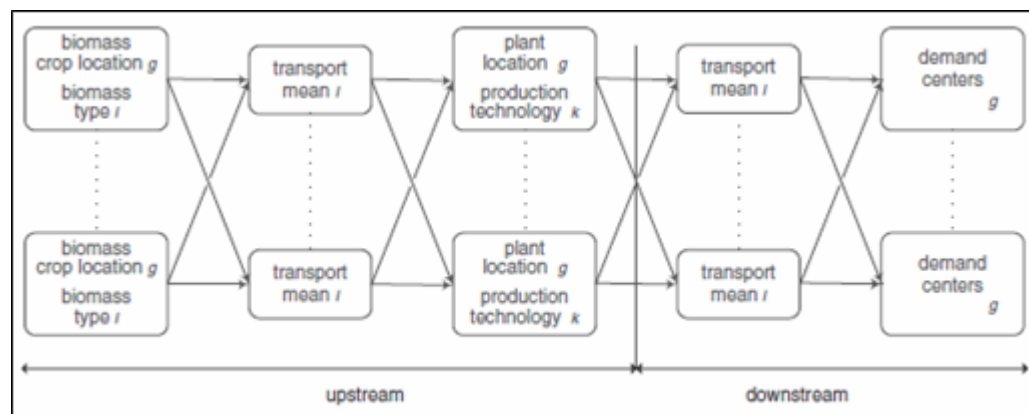 biomass
crop location g
biomass
type i
transport
mean l
plant
location g
production
technology k
transport
mean l
demand
centers
g
biomass
crop location g
biomass
type i
transport
mean l
plant
location g
production
technology k
transport
mean l
demand
centers
g
upstream
downstream